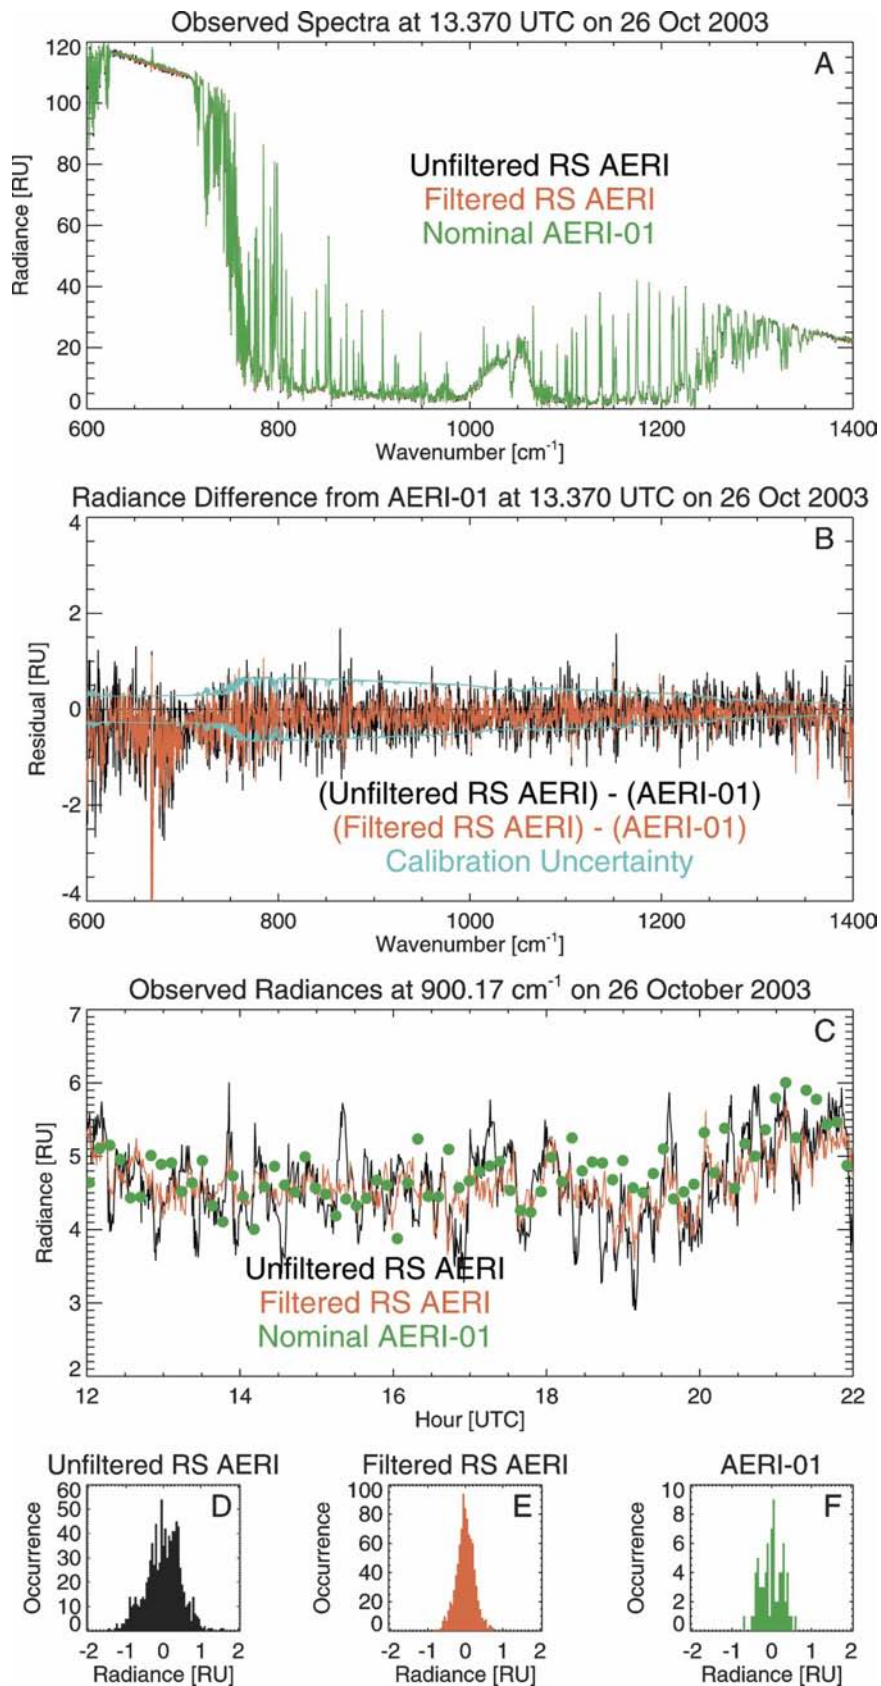 Observed Spectra at 13.370 UTC on 26 Oct 2003
A
120
100
80
60
40
20
0
Radiance [RU]
Unfiltered RS AERI
Filtered RS AERI
Nominal AERI-01
600 800 1000 1200 1400
Wavenumber [cm⁻¹]
Radiance Difference from AERI-01 at 13.370 UTC on 26 Oct 2003
B
4
2
0
-2
-4
Residual [RU]
(Unfiltered RS AERI) - (AERI-01)
(Filtered RS AERI) - (AERI-01)
Calibration Uncertainty
600 800 1000 1200 1400
Wavenumber [cm⁻¹]
Observed Radiances at 900.17 cm⁻¹ on 26 October 2003
C
7
6
5
4
3
2
Radiance [RU]
Unfiltered RS AERI
Filtered RS AERI
Nominal AERI-01
12 14 16 18 20 22
Hour [UTC]
Unfiltered RS AERI
D
60
50
40
30
20
10
0
Occurrence
-2 -1 0 1 2
Radiance [RU]
Filtered RS AERI
E
100
80
60
40
20
0
Occurrence
-2 -1 0 1 2
Radiance [RU]
AERI-01
F
10
8
6
4
2
0
Occurrence
-2 -1 0 1 2
Radiance [RU]